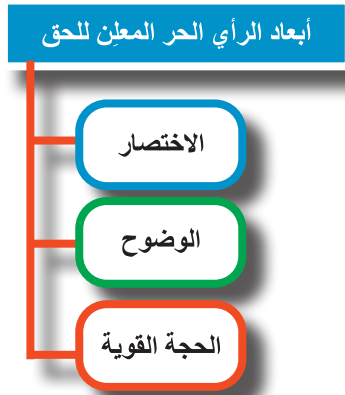 أبعاد الرأي الحر المعلِن للحق
الاختصار
الوضوح
الحجة القوية